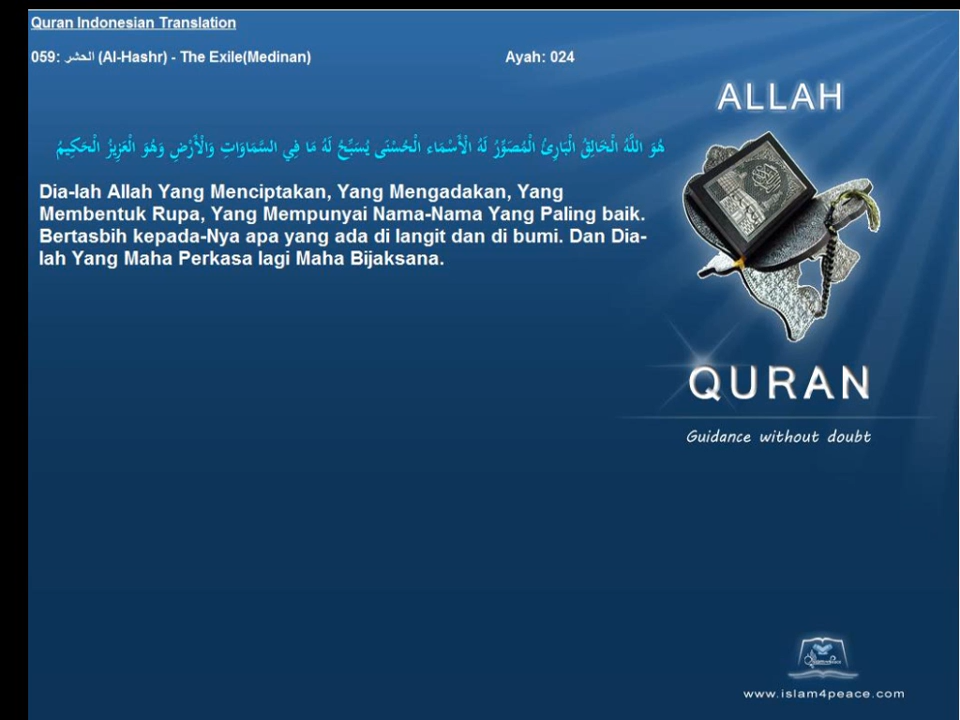 Quran Indonesian Translation
059: الحشر (Al-Hashr) - The Exile(Medinan) Ayah: 024
ALLAH
هُوَ اللَّهُ الْخَالِقُ الْبَارِئُ الْمُصَوِّرُ لَهُ الْأَسْمَاء الْحُسْنَى يُسَبِّحُ لَهُ مَا فِي السَّمَاوَاتِ وَالْأَرْضِ وَهُوَ الْعَزِيزُ الْحَكِيمُ
Dia-lah Allah Yang Menciptakan, Yang Mengadakan, Yang
Membentuk Rupa, Yang Mempunyai Nama-Nama Yang Paling baik.
Bertasbih kepada-Nya apa yang ada di langit dan di bumi. Dan Dia-
lah Yang Maha Perkasa lagi Maha Bijaksana.
QURAN
Guidance without doubt
www.islam4peace.com